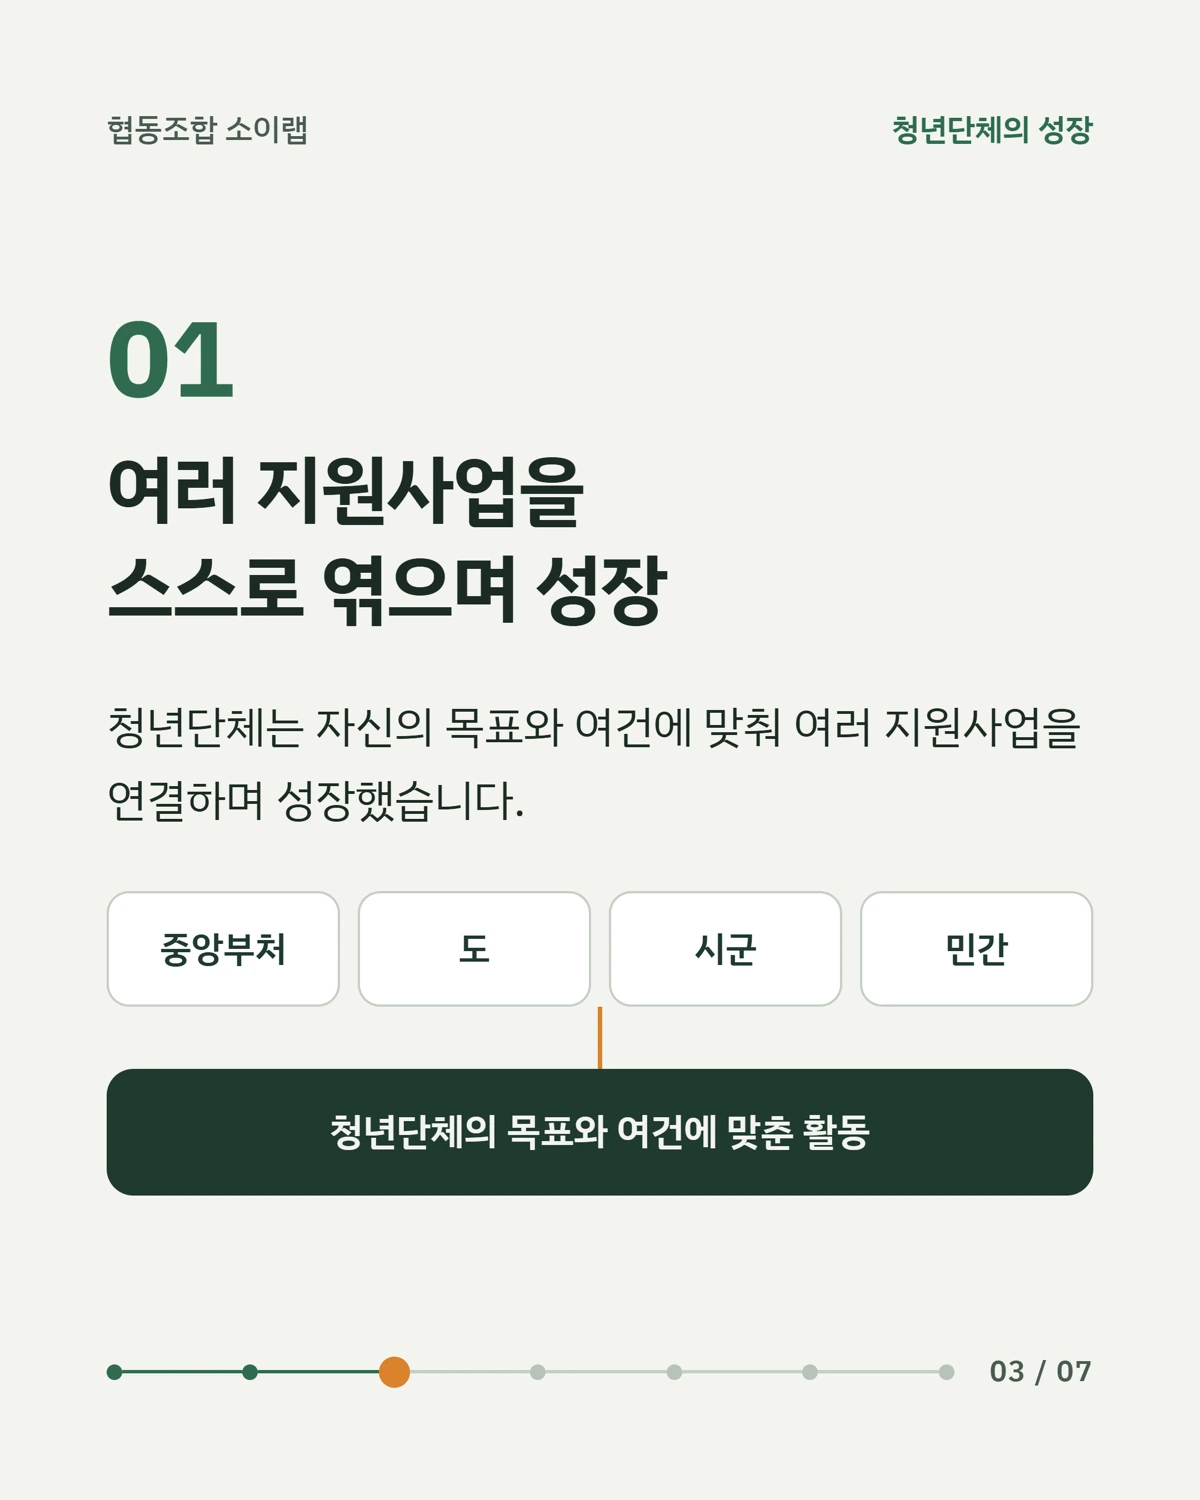 협동조합 소이랩
청년단체의 성장
01
여러 지원사업을
스스로 엮으며 성장
청년단체는 자신의 목표와 여건에 맞춰 여러 지원사업을
연결하며 성장했습니다.
중앙부처
도
시군
민간
청년단체의 목표와 여건에 맞춘 활동
03 / 07